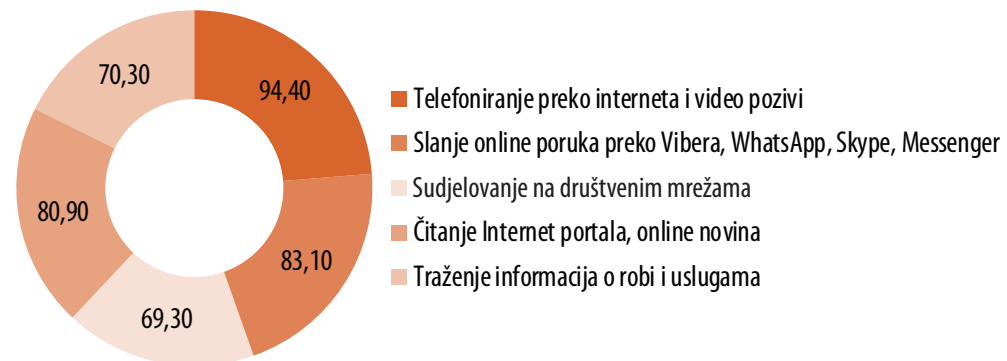 70,30
94,40
80,90
83,10
69,30
Telefoniranje preko interneta i video pozivi
Slanje online poruka preko Vibera, WhatsApp, Skype, Messenger
Sudjelovanje na društvenim mrežama
Čitanje Internet portala, online novina
Traženje informacija o robi i uslugama